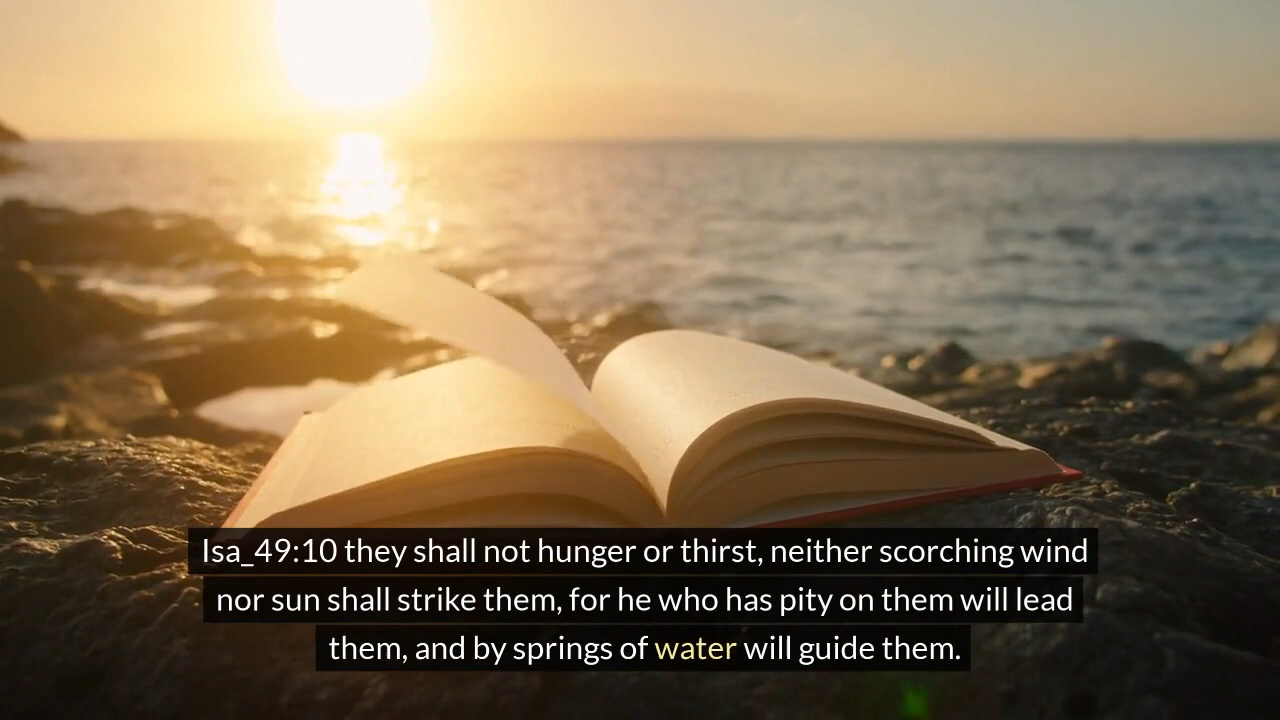 Isa_49:10 they shall not hunger or thirst, neither scorching wind
nor sun shall strike them, for he who has pity on them will lead
them, and by springs of water will guide them.